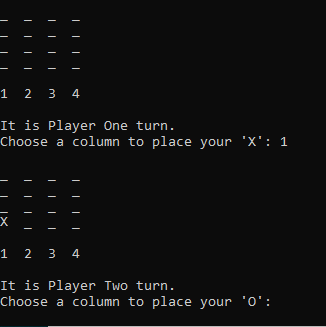 _ _ _ _
_ _ _ _
_ _ _ _
_ _ _ _
1 2 3 4
It is Player One turn.
Choose a column to place your 'X': 1
_ _ _ _
_ _ _ _
_ _ _ _
X _ _ _
1 2 3 4
It is Player Two turn.
Choose a column to place your 'O':